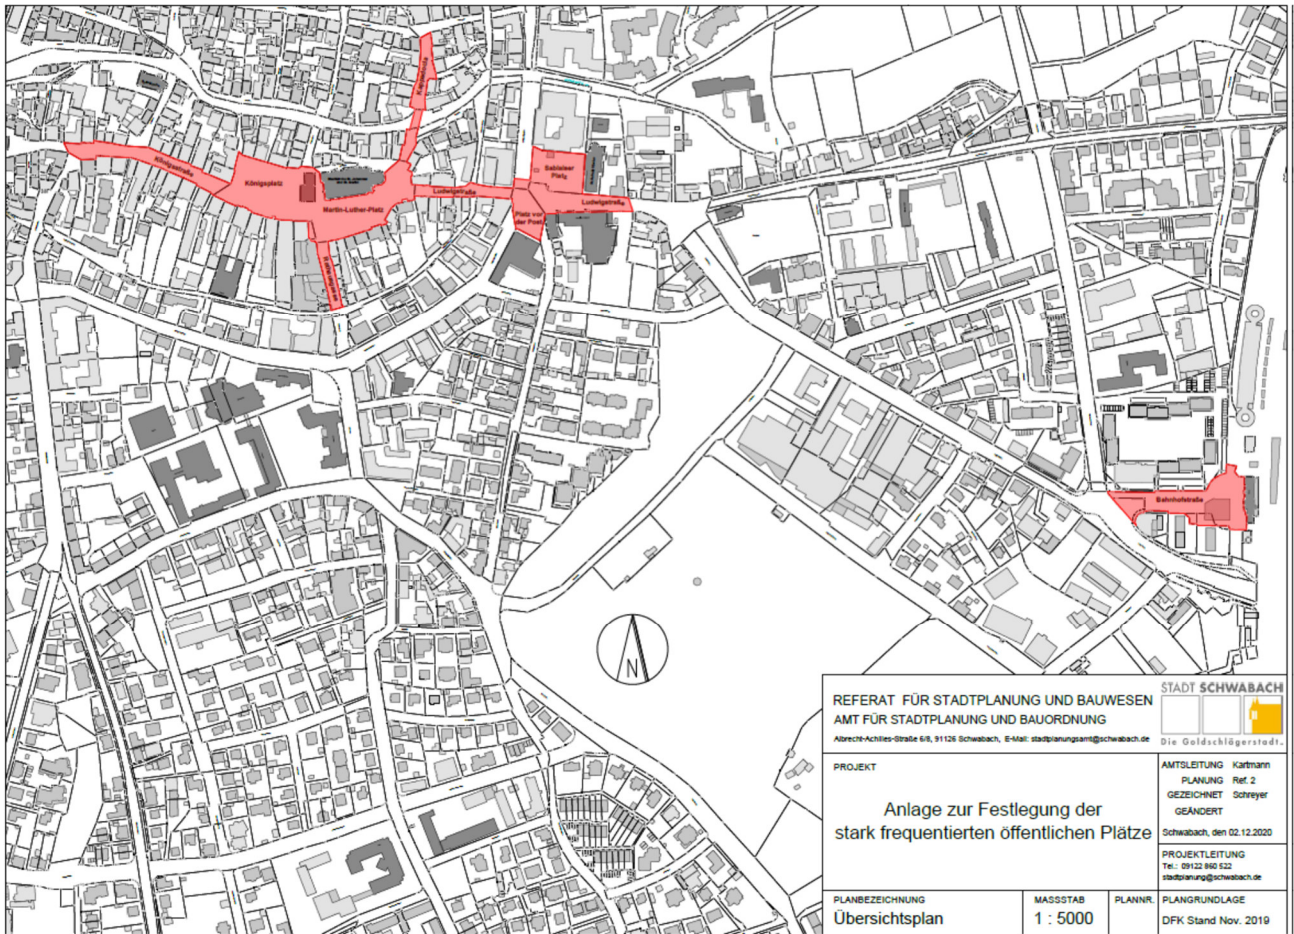 Kappadocia
Königsstraße
Königsplatz
Martin-Luther-Platz
Rathausgasse
Ludwigstraße
Sablaiser
Platz
Ludwigstraße
Platz vor
der Post
Bahnhofstraße
N
REFERAT FÜR STADTPLANUNG UND BAUWESEN
AMT FÜR STADTPLANUNG UND BAUORDNUNG
Albrecht-Achilles-Straße 6/8, 91126 Schwabach, E-Mail: stadtplanungsamt@schwabach.de
STADT SCHWABACH
Die Goldschlägerstadt.
PROJEKT
Anlage zur Festlegung der
stark frequentierten öffentlichen Plätze
AMTSLEITUNG Kartmann
PLANUNG Ref. 2
GEZEICHNET Schreyer
GEÄNDERT
Schwabach, den 02.12.2020
PROJEKTLEITUNG
Tel.: 09122 860 522
stadtplanung@schwabach.de
PLANBEZEICHNUNG
Übersichtsplan
MASSSTAB
1 : 5000
PLANNR.
PLANGRUNDLAGE
DFK Stand Nov. 2019